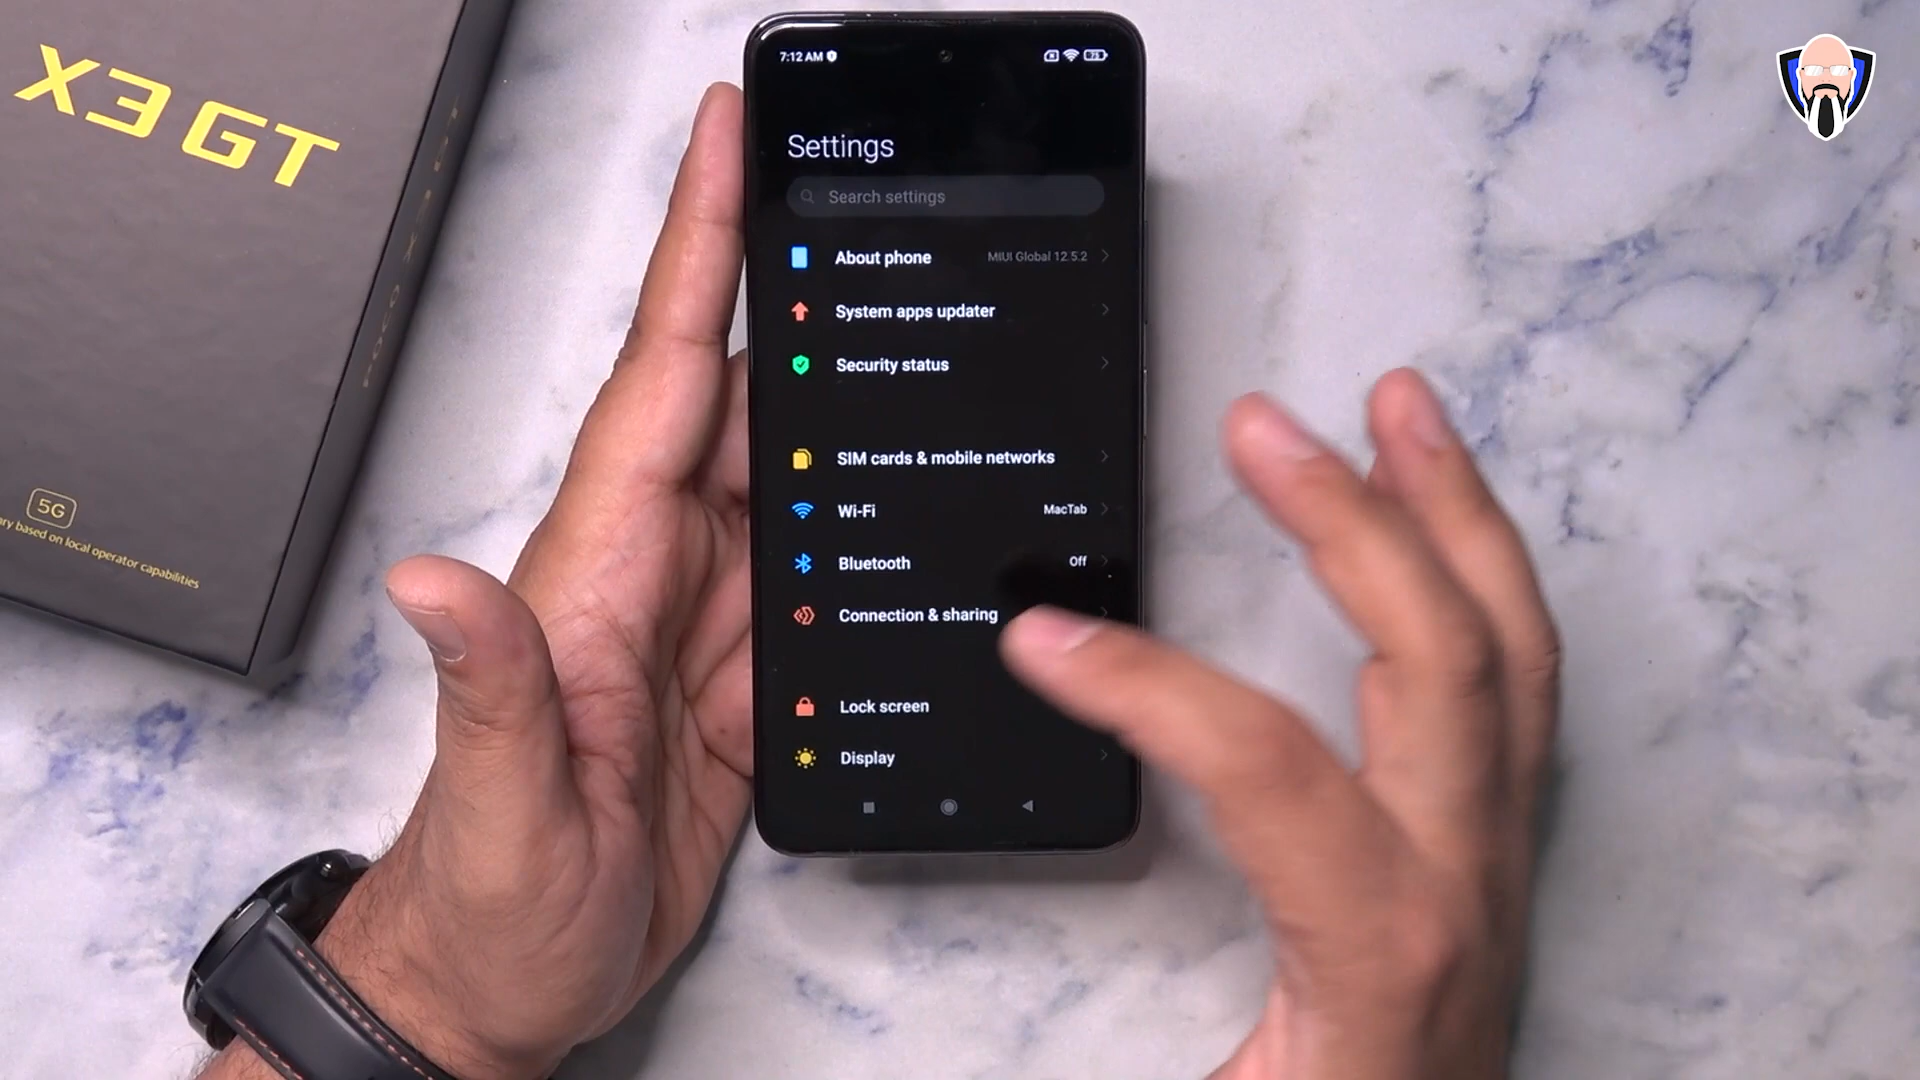 X3 GT
5G
ary based on local operator capabilities
7:12 AM
75
Settings
Search settings
About phone
MIUI Global 12.5.2
System apps updater
Security status
SIM cards & mobile networks
Wi-Fi
MacTab
Bluetooth
Off
Connection & sharing
Lock screen
Display